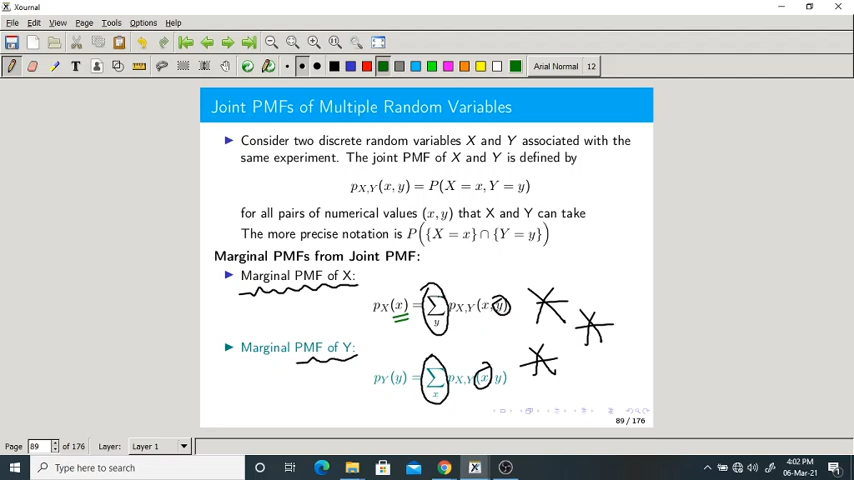 Xournal
File Edit View Page Tools Options Help
Arial Normal 12
Joint PMFs of Multiple Random Variables
Consider two discrete random variables X and Y associated with the
same experiment. The joint PMF of X and Y is defined by
p_{X,Y}(x, y) = P(X = x, Y = y)
for all pairs of numerical values (x, y) that X and Y can take
The more precise notation is P({X = x} ∩ {Y = y})
Marginal PMFs from Joint PMF:
Marginal PMF of X:
p_X(x) = ∑_y p_{X,Y}(x, y)
Marginal PMF of Y:
p_Y(y) = ∑_x p_{X,Y}(x, y)
89 / 176
Page 89 of 176 Layer: Layer 1
Type here to search
4:02 PM
06-Mar-21